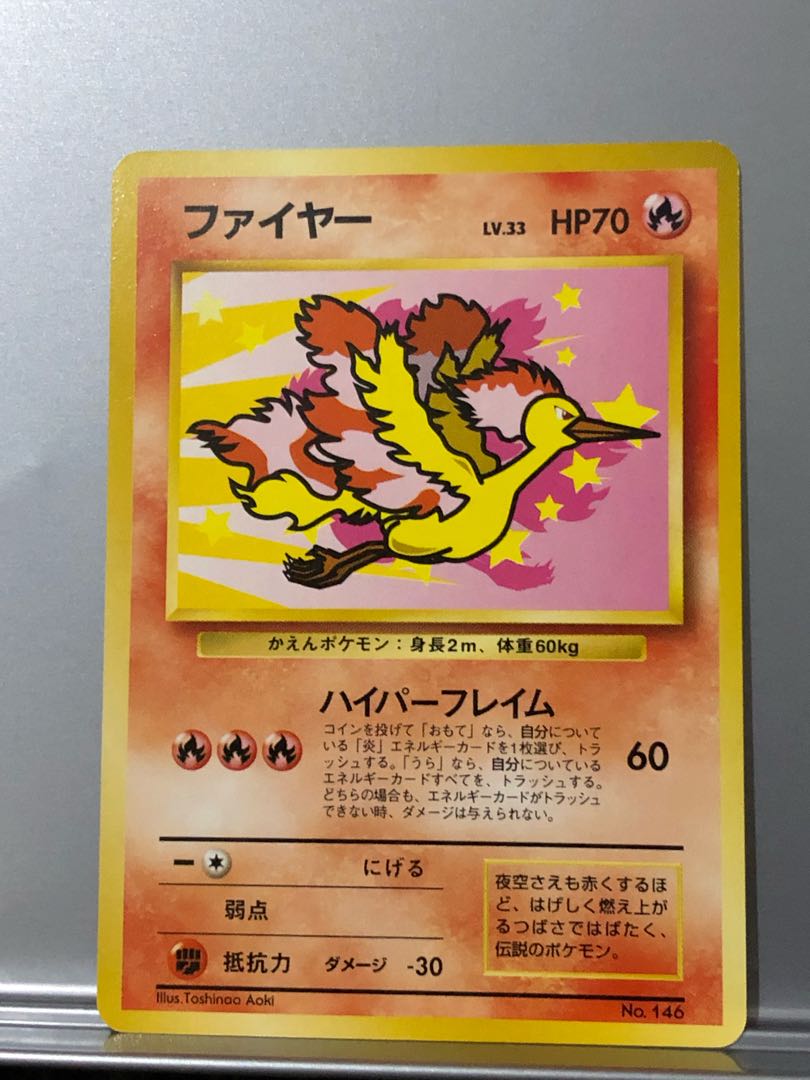 ファイヤー LV.33 HP70
かえんポケモン：身長2m、体重60kg
ハイパーフレイム
コインを投げて「おもて」なら、自分について
いる「炎」エネルギーカードを1枚選び、トラ
ッシュする。「うら」なら、自分についている
エネルギーカードすべてを、トラッシュする。
どちらの場合も、エネルギーカードがトラッシュ
できない時、ダメージは与えられない。
60
にげる
弱点
抵抗力 ダメージ -30
夜空さえも赤くするほ
ど、はげしく燃え上が
るつばさではばたく、
伝説のポケモン。
Illus.Toshinao Aoki
No. 146